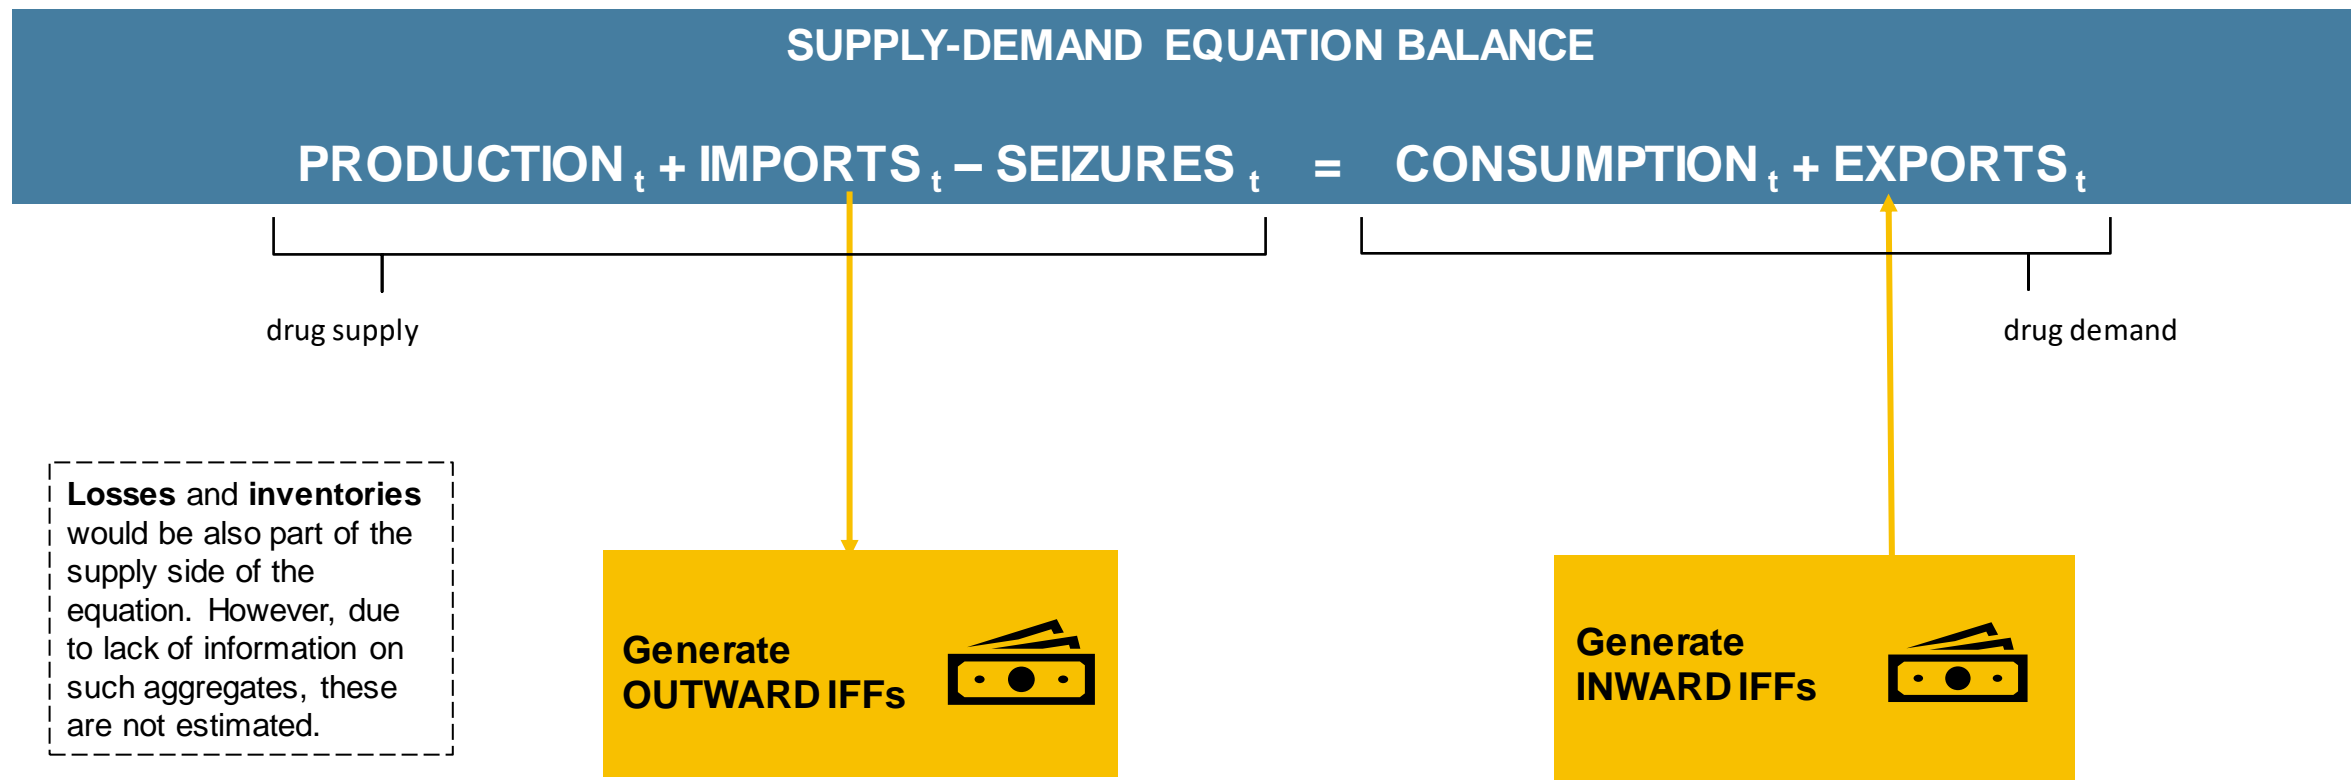 SUPPLY-DEMAND EQUATION BALANCE
PRODUCTION t + IMPORTS t – SEIZURES t = CONSUMPTION t + EXPORTS t
drug supply
drug demand
Losses and inventories
would be also part of the
supply side of the
equation. However, due
to lack of information on
such aggregates, these
are not estimated.
Generate
OUTWARD IFFs
Generate
INWARD IFFs